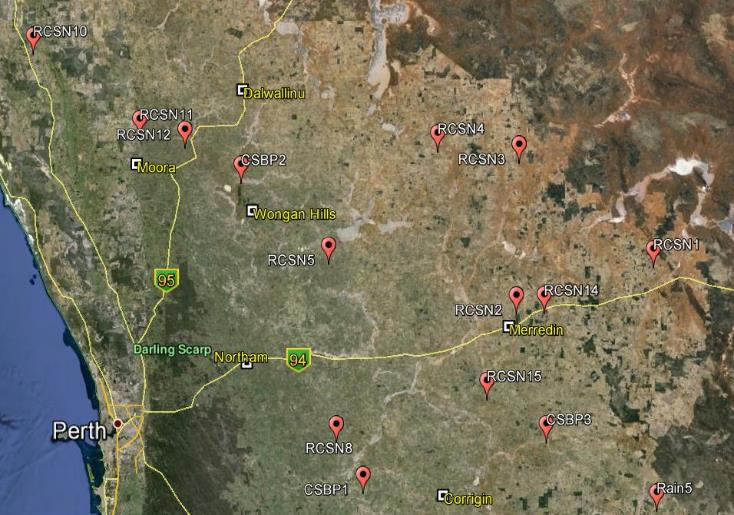 RCSN10
Dalwallinu
RCSN11
RCSN12
RCSN4
RCSN3
Moora
CSBP2
Wongan Hills
RCSN5
RCSN1
95
RCSN2
RCSN14
Merredin
Darling Scarp
Northam
94
RCSN15
Perth
RCSN8
CSBP3
CSBP1
Corrigin
Rain5